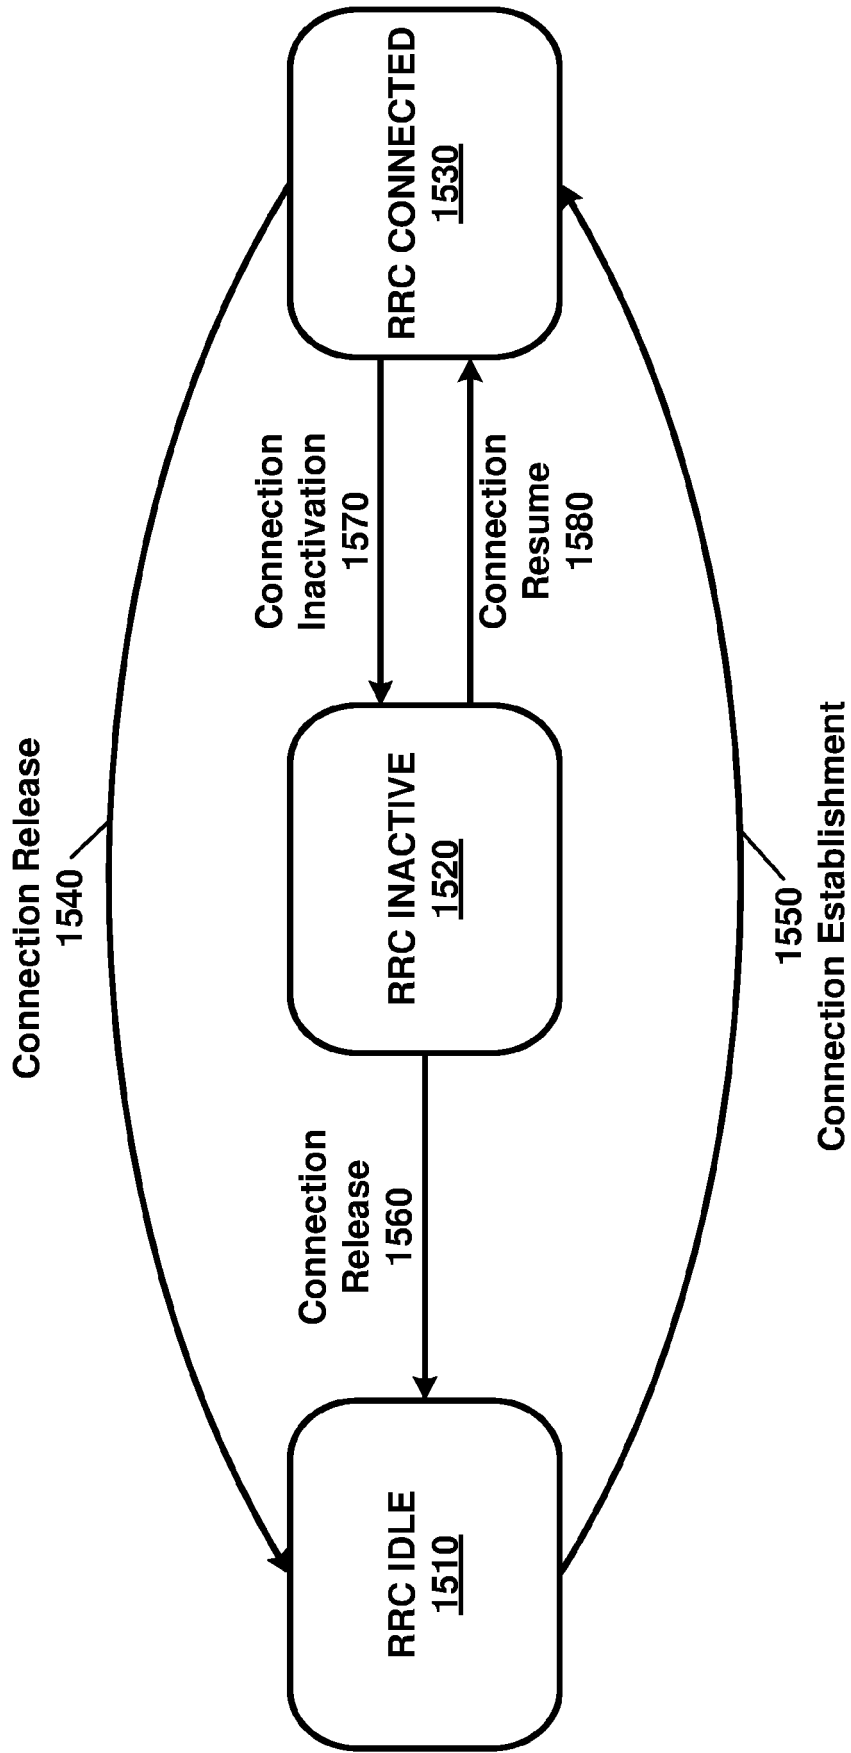 Connection Release
1540
RRC IDLE
1510
Connection
Release
1560
RRC INACTIVE
1520
Connection
Inactivation
1570
Connection
Resume
1580
RRC CONNECTED
1530
1550
Connection Establishment